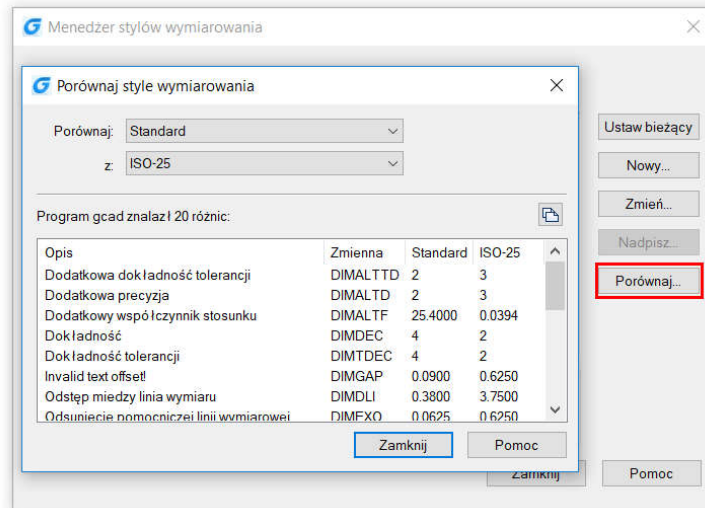 Menedżer stylów wymiarowania
Porównaj style wymiarowania
Porównaj: Standard
z: ISO-25
Program gcad znalazł 20 różnic:
Opis Zmienna Standard ISO-25
Dodatkowa dokładność tolerancji DIMALTTD 2 3
Dodatkowa precyzja DIMALTD 2 3
Dodatkowy współczynnik stosunku DIMALTF 25.4000 0.0394
Dokładność DIMDEC 4 2
Dokładność tolerancji DIMTDEC 4 2
Invalid text offset! DIMGAP 0.0900 0.6250
Odstęp miedzy linia wymiaru DIMDLI 0.3800 3.7500
Odsunięcie pomocniczej linii wymiarowej DIMEXO 0.0625 0.6250
Zamknij Pomoc
Ustaw bieżący
Nowy...
Zmień...
Nadpisz...
Porównaj...
Zamknij Pomoc